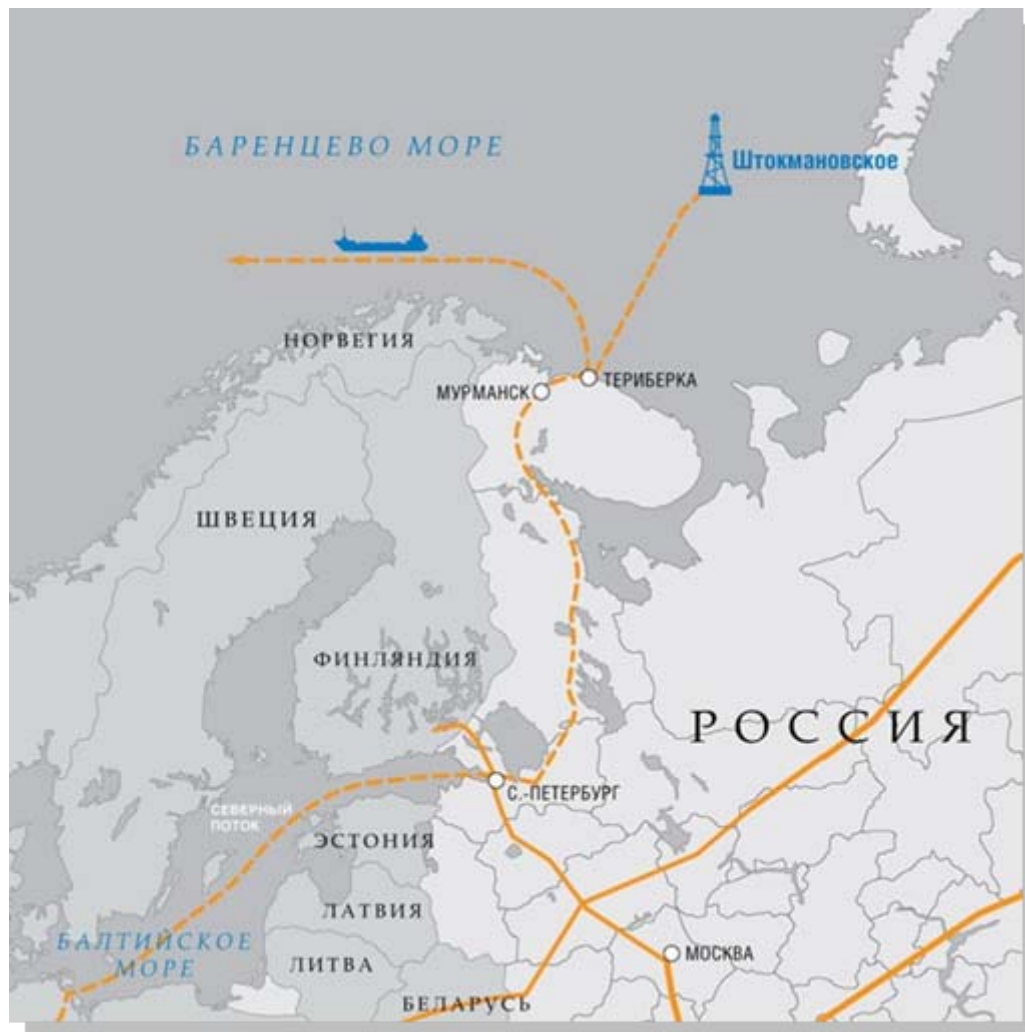 БАРЕНЦЕВО МОРЕ
Штокмановское
НОРВЕГИЯ
МУРМАНСК
ТЕРИБЕРКА
ШВЕЦИЯ
ФИНЛЯНДИЯ
РОССИЯ
С.-ПЕТЕРБУРГ
СЕВЕРНЫЙ
ПОТОК
ЭСТОНИЯ
ЛАТВИЯ
БАЛТИЙСКОЕ
МОРЕ
МОСКВА
ЛИТВА
БЕЛАРУСЬ